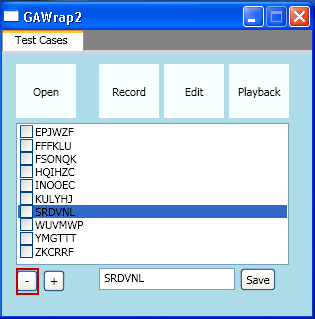 GAWrap2
Test Cases
Open Record Edit Playback
EPJWZF
FFFKLU
FSONQK
HQIHZC
INOOEC
KULYHJ
SRDVNL
WUVMWP
YMGTTT
ZKCRRF
- + SRDVNL Save